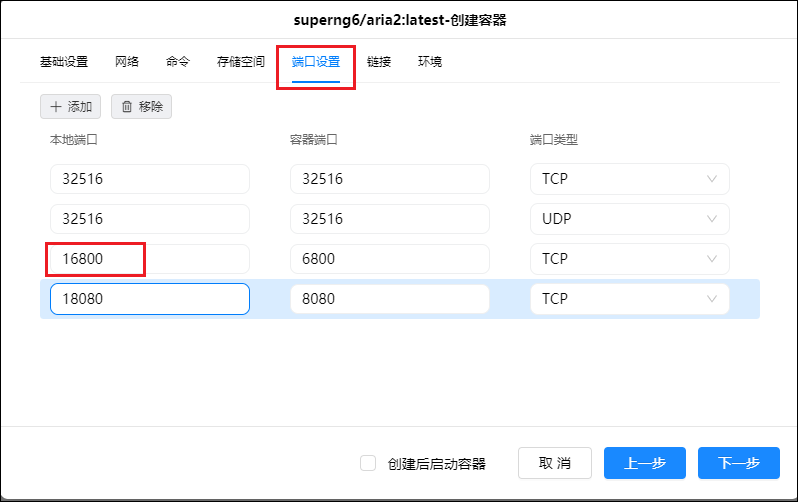 superng6/aria2:latest-创建容器
基础设置 网络 命令 存储空间 端口设置 链接 环境
添加 移除
本地端口 容器端口 端口类型
32516 32516 TCP
32516 32516 UDP
16800 6800 TCP
18080 8080 TCP
创建后启动容器 取 消 上一步 下一步